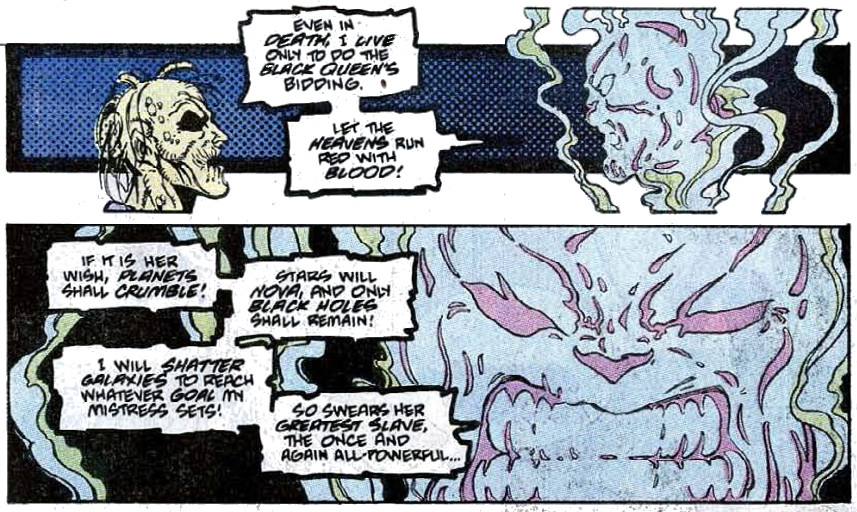 EVEN IN
DEATH, I LIVE
ONLY TO DO THE
BLACK QUEEN'S
BIDDING.
LET THE
HEAVENS RUN
RED WITH
BLOOD!
IF IT IS HER
WISH, PLANETS
SHALL CRUMBLE!
STARS WILL
NOVA, AND ONLY
BLACK HOLES
SHALL REMAIN!
I WILL SHATTER
GALAXIES TO REACH
WHATEVER GOAL MY
MISTRESS SETS!
SO SWEARS HER
GREATEST SLAVE,
THE ONCE AND
AGAIN ALL-POWERFUL...